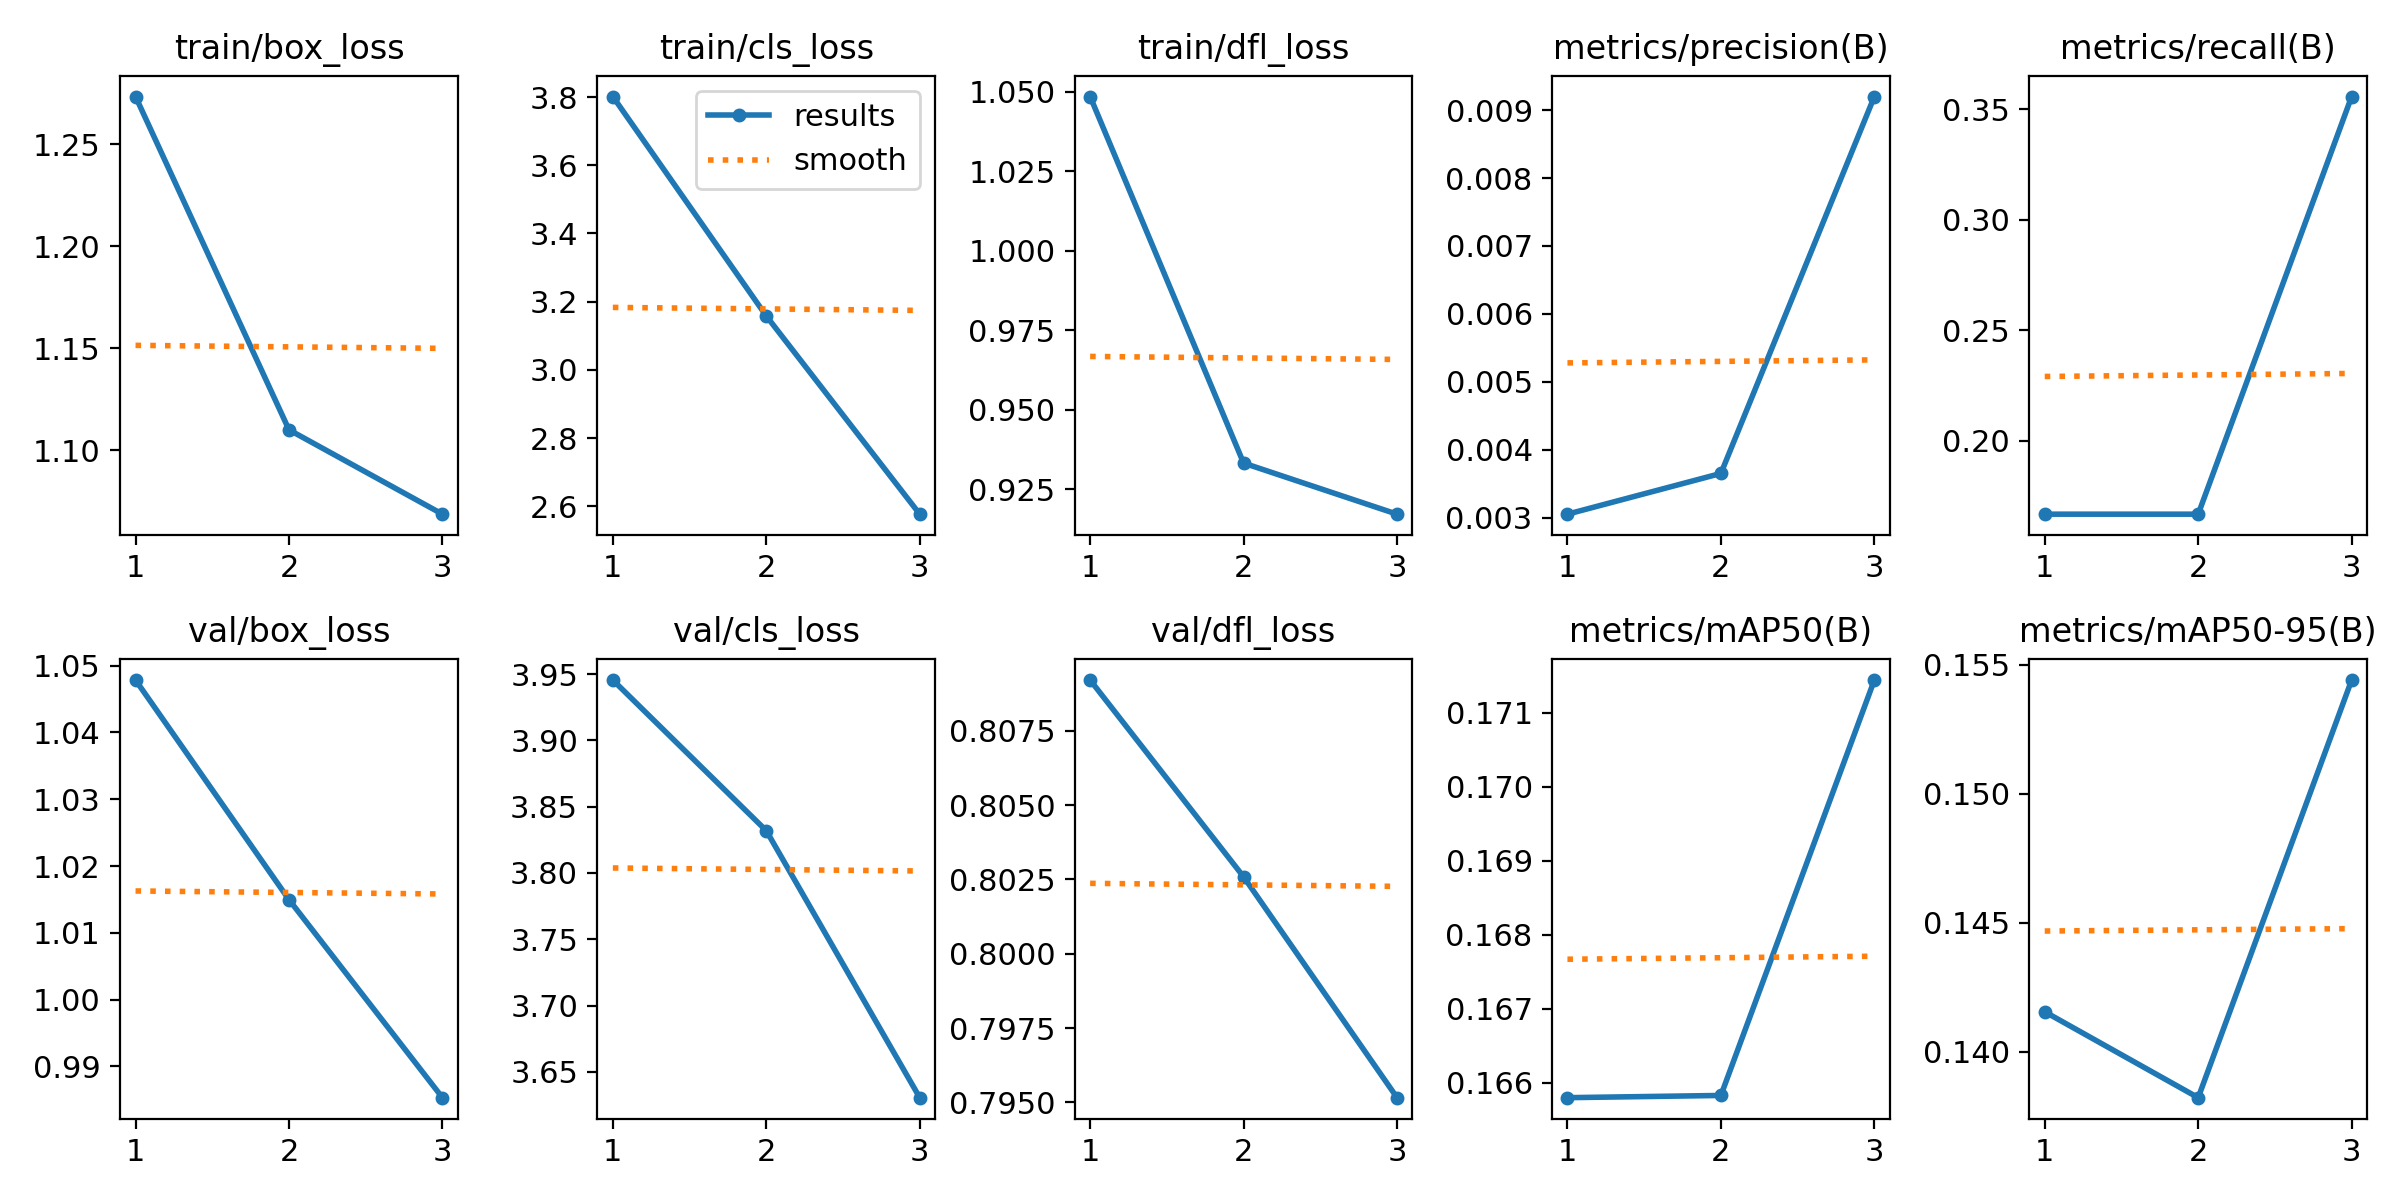 train/box_loss
1.25
1.20
1.15
1.10
1 2 3
train/cls_loss
results
smooth
3.8
3.6
3.4
3.2
3.0
2.8
2.6
1 2 3
train/dfl_loss
1.050
1.025
1.000
0.975
0.950
0.925
1 2 3
metrics/precision(B)
0.009
0.008
0.007
0.006
0.005
0.004
0.003
1 2 3
metrics/recall(B)
0.35
0.30
0.25
0.20
1 2 3
val/box_loss
1.05
1.04
1.03
1.02
1.01
1.00
0.99
1 2 3
val/cls_loss
3.95
3.90
3.85
3.80
3.75
3.70
3.65
1 2 3
val/dfl_loss
0.8075
0.8050
0.8025
0.8000
0.7975
0.7950
1 2 3
metrics/mAP50(B)
0.171
0.170
0.169
0.168
0.167
0.166
1 2 3
metrics/mAP50-95(B)
0.155
0.150
0.145
0.140
1 2 3